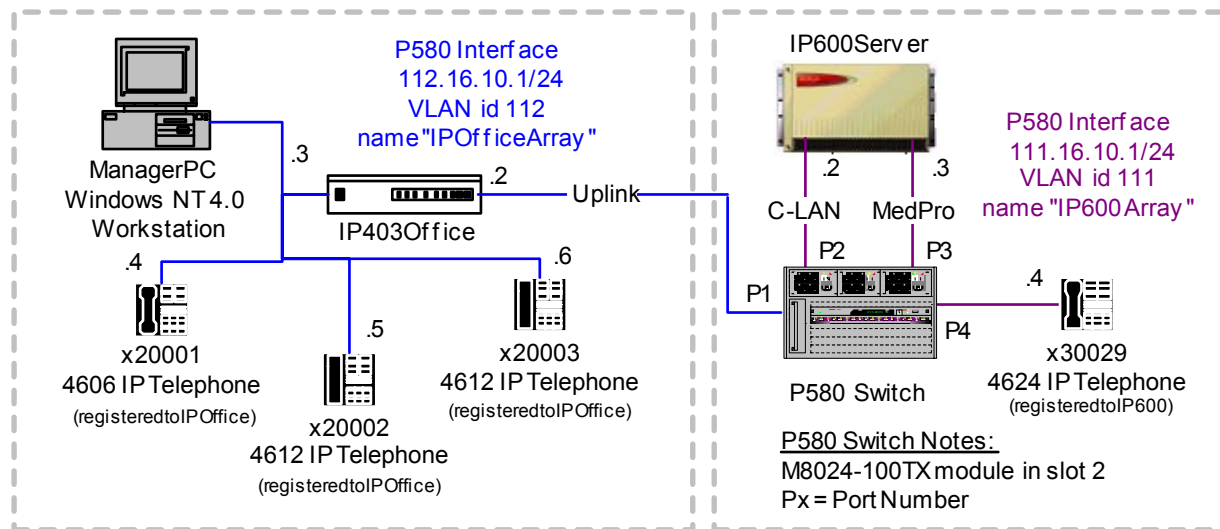 P580 Interface
112.16.10.1/24
VLAN id 112
name "IPOfficeArray"
.3
ManagerPC
Windows NT 4.0
Workstation
.2
Uplink
IP403Office
.4
x20001
4606 IP Telephone
(registeredtoIPOffice)
.5
x20002
4612 IP Telephone
(registeredtoIPOffice)
.6
x20003
4612 IP Telephone
(registeredtoIPOffice)
IP600Server
P580 Interface
111.16.10.1/24
VLAN id 111
name "IP600Array"
.2
.3
C-LAN
MedPro
P2
P3
P1
P4
.4
P580 Switch
x30029
4624 IP Telephone
(registeredtoIP600)
P580 Switch Notes:
M8024-100TX module in slot 2
Px = Port Number